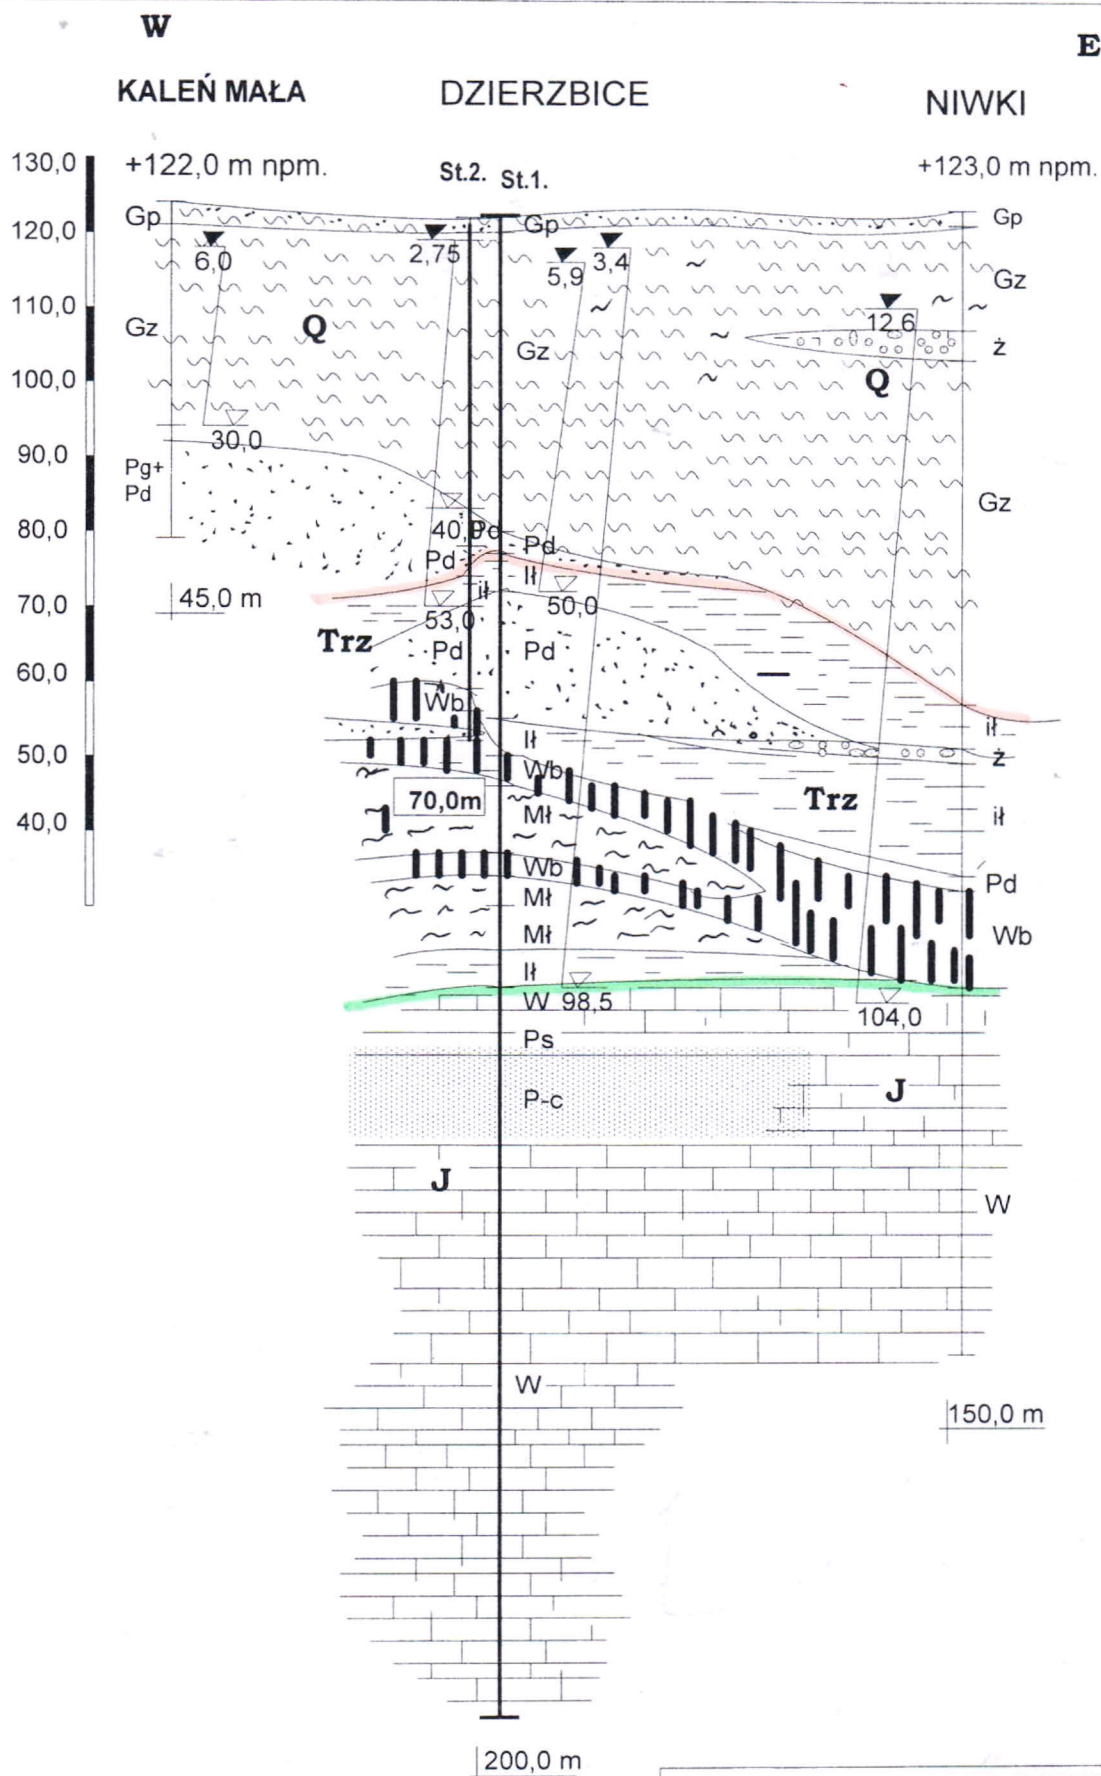 W
E
KALEŃ MAŁA DZIERZBICE NIWKI
130,0 +122,0 m npm. St.2. St.1. +123,0 m npm.
Gp Gp Gp
120,0
6,0 2,75 5,9 3,4 Gz
110,0
Gz Q Gz 12,6 ż
100,0
Q
30,0
90,0
Pg+
Pd
Gz
80,0
40,0 Pd
Pd Pd
Ił
ił
70,0 45,0 m 53,0 50,0
Trz Pd Pd
60,0
Wb ił
Ił ż
50,0
Wb
70,0m Mł Trz ił
40,0
Wb Pd
Mł
Mł Wb
Ił
W 98,5 104,0
Ps
P-c J
J
W
W
150,0 m
200,0 m